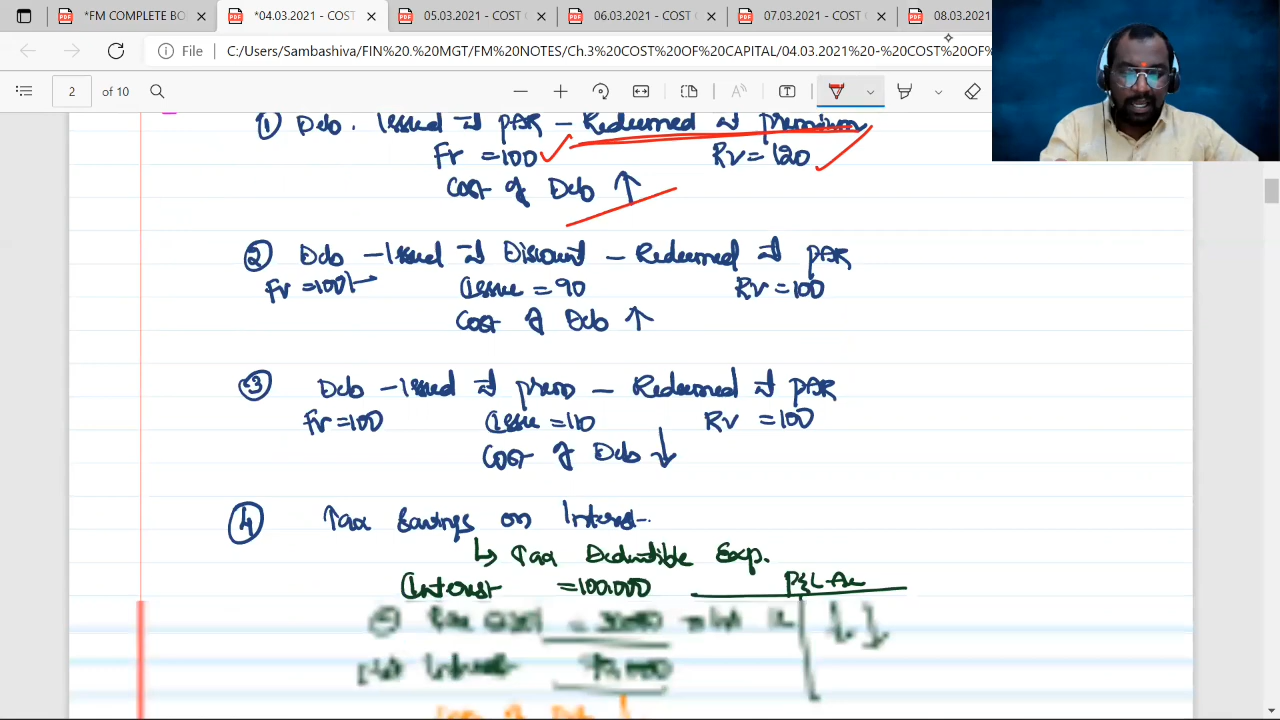 *FM COMPLETE BO
*04.03.2021 - COST
05.03.2021 - COST
06.03.2021 - COST
07.03.2021 - COST
08.03.2021 - COST
File
C:/Users/Sambashiva/FIN%20.%20MGT/FM%20NOTES/Ch.3%20COST%20OF%20CAPITAL/04.03.2021%20-%20COST%20OF%
2 of 10
① Deb. Issued at PAR - Redeemed at premium
Fv =100 Rv = 120
Cost of Deb ↑
② Deb - Issued at Discount - Redeemed at PAR
Fv =100 Issue = 90 Rv = 100
Cost of Deb ↑
③ Deb - Issued at prem - Redeemed at PAR
Fv =100 Issue = 110 Rv = 100
Cost of Deb ↓
④ Tax Savings on Interest
↳ Tax Deductible Exp.
Interest = 100,000 P&L Ac